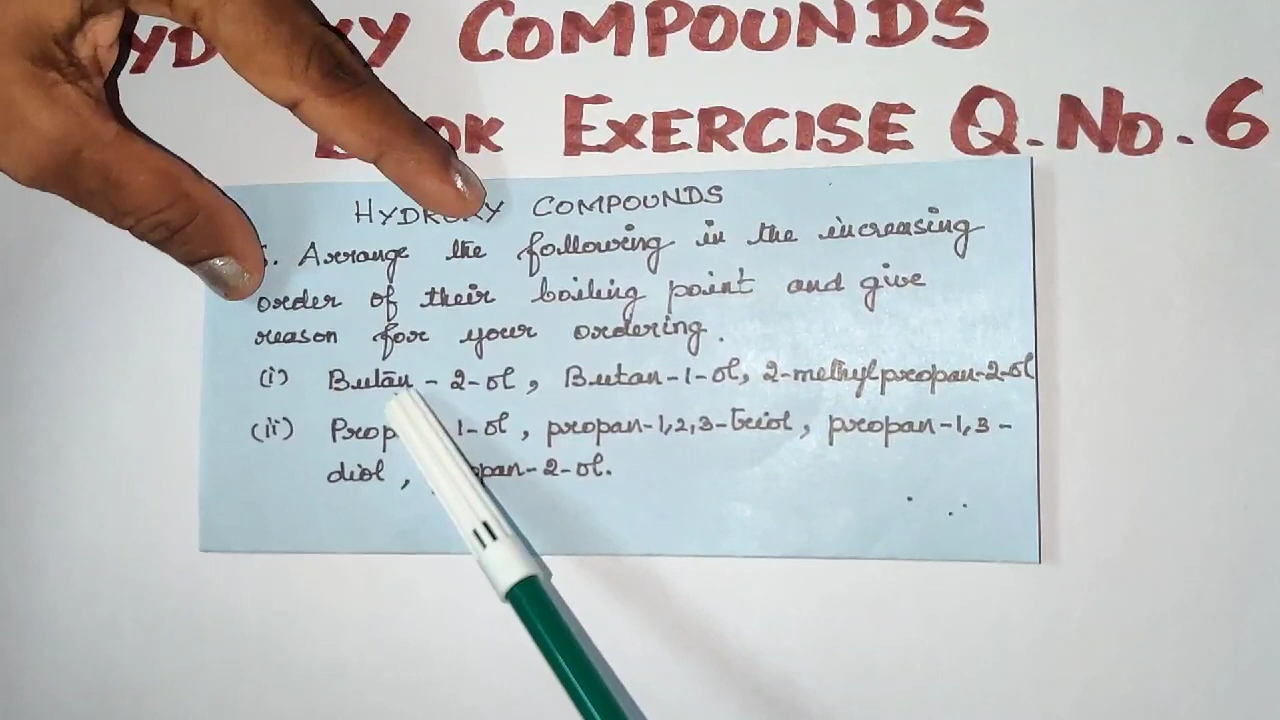 COMPOUNDS
EXERCISE Q.No.6
HYDROXY COMPOUNDS
. Arrange the following in the increasing
order of their boiling point and give
reason for your ordering.
(i) Butan-2-ol, Butan-1-ol, 2-methylpropan-2-ol
(ii) 1-ol, propan-1,2,3-triol, propan-1,3-
diol, -2-ol.